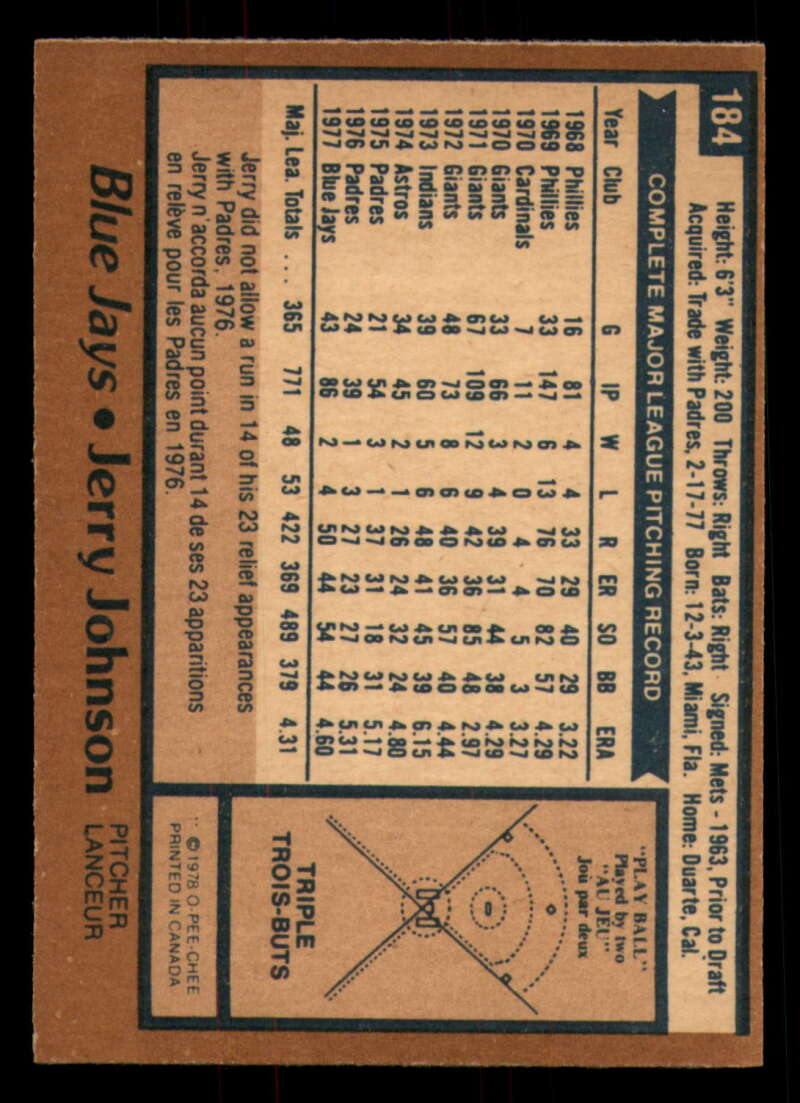 184
Height: 6'3" Weight: 200 Throws: Right Bats: Right Signed: Mets - 1963, Prior to Draft
Acquired: Trade with Padres, 2-17-77 Born: 12-3-43, Miami, Fla. Home: Duarte, Cal.
COMPLETE MAJOR LEAGUE PITCHING RECORD
Year Club G IP W L R ER SO BB ERA
1968 Phillies 16 81 4 4 33 29 40 29 3.22
1969 Phillies 33 147 6 13 76 70 82 57 4.29
1970 Cardinals 7 11 2 0 4 4 5 3 3.27
1970 Giants 33 66 3 4 39 31 44 38 4.29
1971 Giants 67 109 12 9 42 36 85 48 2.97
1972 Giants 48 73 8 6 40 36 57 40 4.44
1973 Indians 39 60 5 6 48 41 45 39 6.15
1974 Astros 34 45 2 1 26 24 32 24 4.80
1975 Padres 21 54 3 1 37 31 18 31 5.17
1976 Padres 24 39 1 3 27 23 27 26 5.31
1977 Blue Jays 43 86 2 4 50 44 54 44 4.60
Maj. Lea. Totals ... 365 771 48 53 422 369 489 379 4.31
Jerry did not allow a run in 14 of his 23 relief appearances
with Padres, 1976.
Jerry n'accorda aucun point durant 14 de ses 23 apparitions
en relève pour les Padres en 1976.
"PLAY BALL"
Played by two
"AU JEU"
Jou par deux
TRIPLE
TROIS-BUTS
** © 1978 O-PEE-CHEE
PRINTED IN CANADA
Blue Jays • Jerry Johnson
PITCHER
LANCEUR